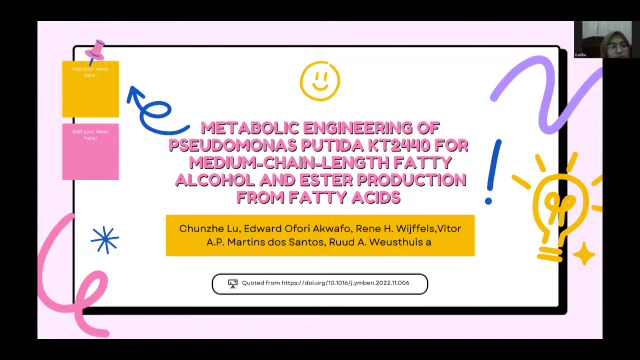 Add your ideas
here!
Add your ideas
here!
METABOLIC ENGINEERING OF
PSEUDOMONAS PUTIDA KT2440 FOR
MEDIUM-CHAIN-LENGTH FATTY
ALCOHOL AND ESTER PRODUCTION
FROM FATTY ACIDS
Chunzhe Lu, Edward Ofori Akwafo, Rene H. Wijffels,Vitor
A.P. Martins dos Santos, Ruud A. Weusthuis a
Quoted from https://doi.org/10.1016/j.ymben.2022.11.006